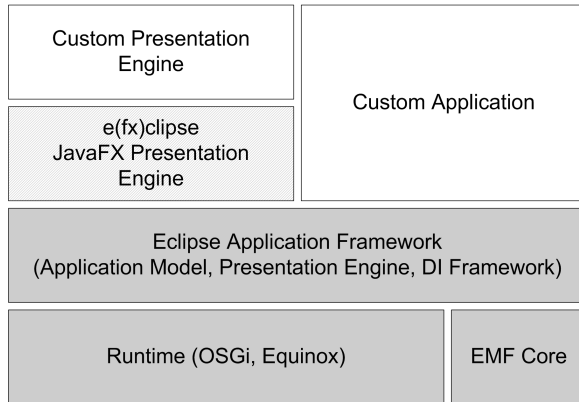 Custom Presentation
Engine
Custom Application
e(fx)clipse
JavaFX Presentation
Engine
Eclipse Application Framework
(Application Model, Presentation Engine, DI Framework)
Runtime (OSGi, Equinox)
EMF Core